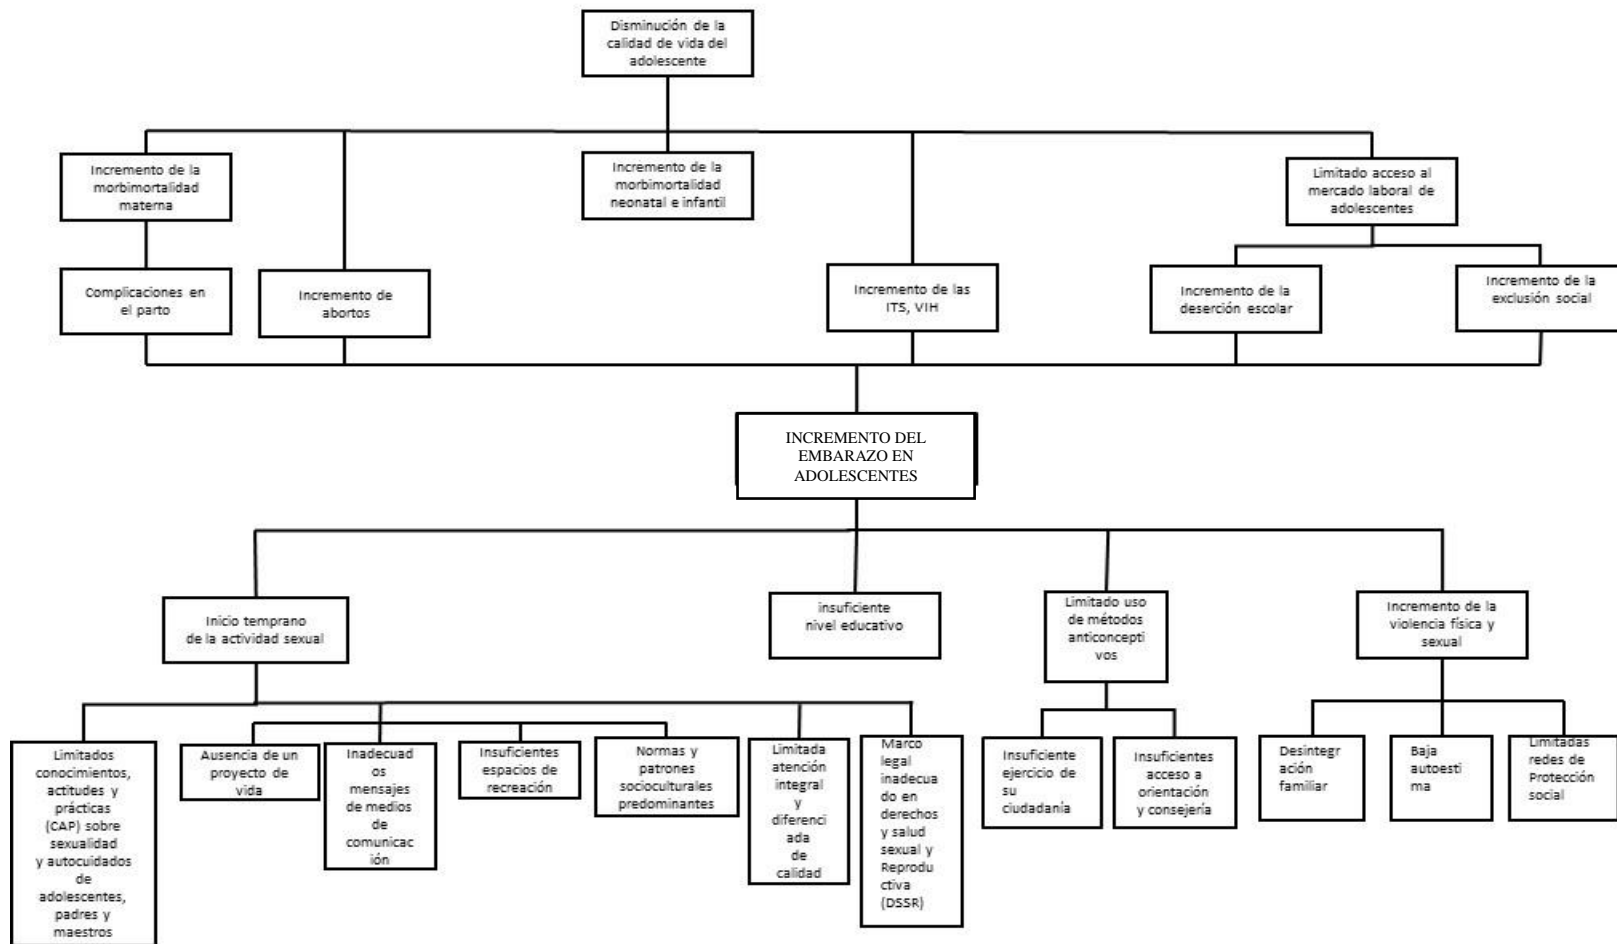 Disminución de la
calidad de vida del
adolescente
Incremento de la
morbimortalidad
materna
Incremento de la
morbimortalidad
neonatal e infantil
Limitado acceso al
mercado laboral de
adolescentes
Complicaciones en
el parto
Incremento de
abortos
Incremento de las
ITS, VIH
Incremento de la
deserción escolar
Incremento de la
exclusión social
INCREMENTO DEL
EMBARAZO EN
ADOLESCENTES
Inicio temprano
de la actividad sexual
insuficiente
nivel educativo
Limitado uso
de métodos
anticoncepti
vos
Incremento de la
violencia física y
sexual
Limitados
conocimientos,
actitudes y
prácticas
(CAP) sobre
sexualidad
y autocuidados
de
adolescentes,
padres y
maestros
Ausencia de un
proyecto de
vida
Inadecuad
os
mensajes
de medios
de
comunicac
ión
Insuficientes
espacios de
recreación
Normas y
patrones
socioculturales
predominantes
Limitada
atención
integral
y
diferenci
ada
de
calidad
Marco
legal
inadecua
do en
derechos
y salud
sexual y
Reprodu
ctiva
(DSSR)
Insuficiente
ejercicio de
su
ciudadanía
Insuficientes
acceso a
orientación
y consejería
Desintegr
ación
familiar
Baja
autoesti
ma
Limitadas
redes de
Protección
social